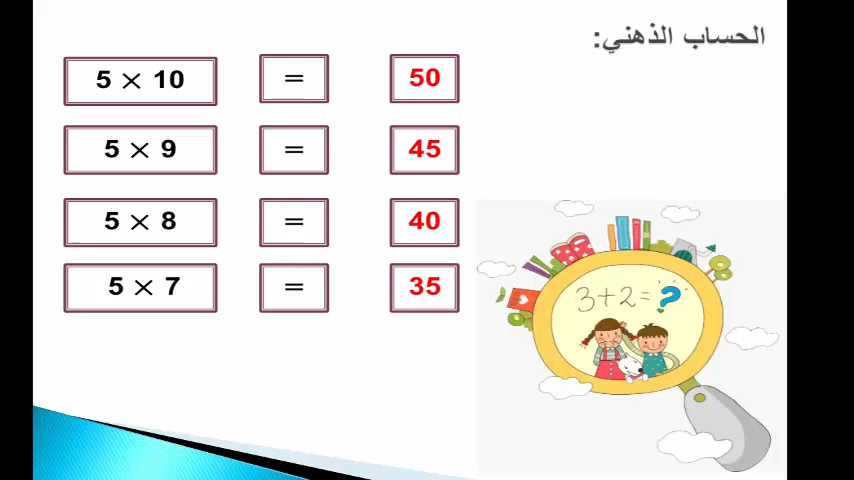 الحساب الذهني:
5 × 10 = 50
5 × 9 = 45
5 × 8 = 40
5 × 7 = 35
3+2=?